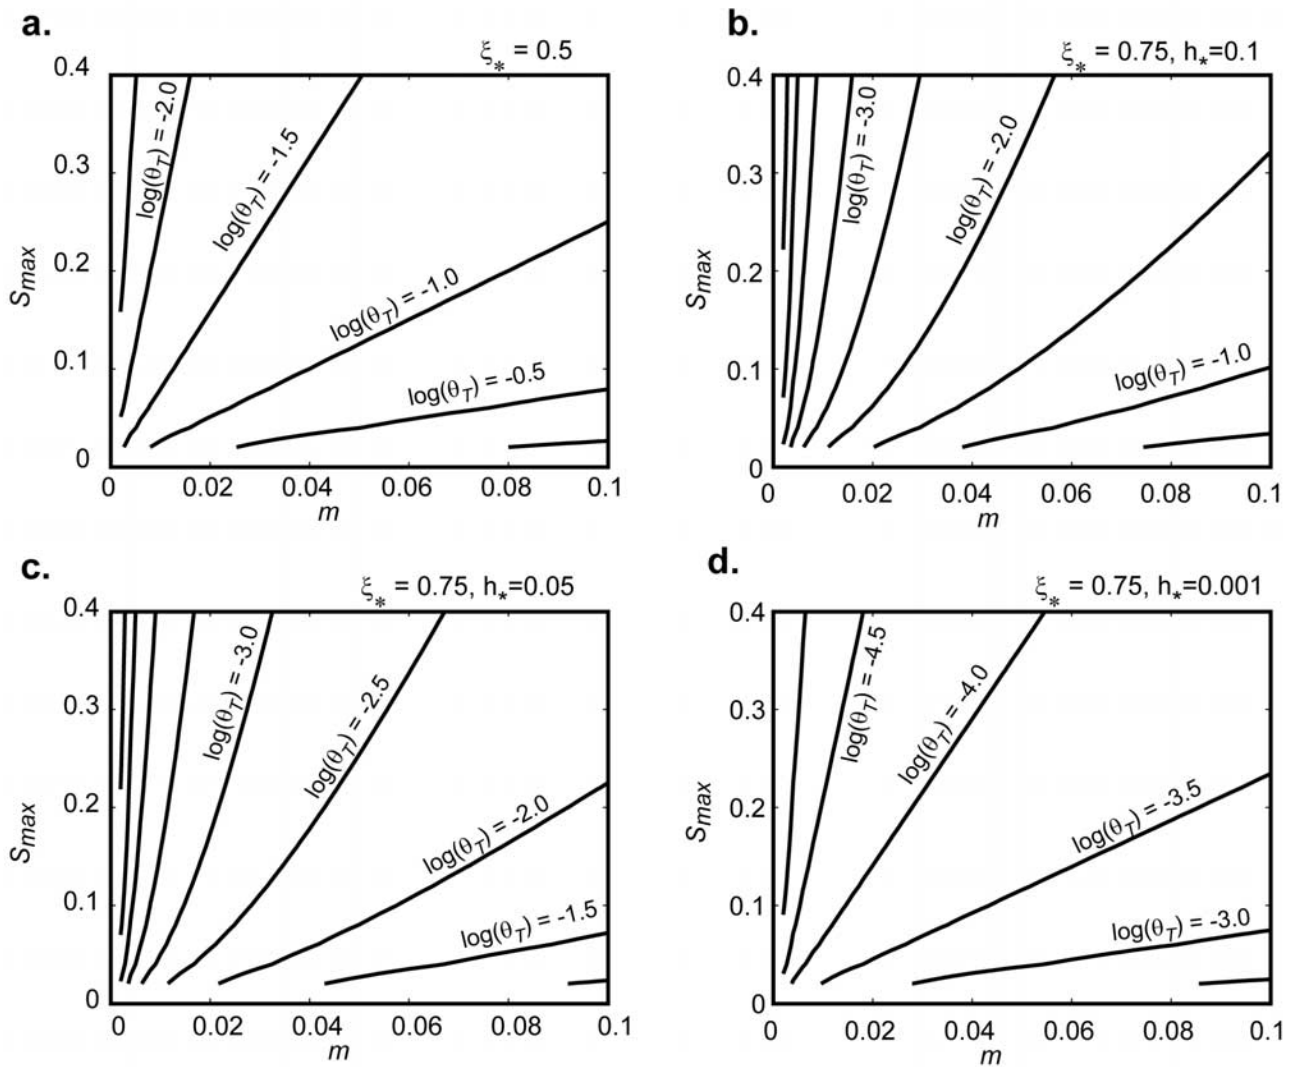 a.
ξ* = 0.5
0.4
0.3
0.2
0.1
0
Smax
log(θT) = -2.0
log(θT) = -1.5
log(θT) = -1.0
log(θT) = -0.5
0 0.02 0.04 0.06 0.08 0.1
m
b.
ξ* = 0.75, h*=0.1
0.4
0.3
0.2
0.1
0
Smax
log(θT) = -3.0
log(θT) = -2.0
log(θT) = -1.0
0 0.02 0.04 0.06 0.08 0.1
m
c.
ξ* = 0.75, h*=0.05
0.4
0.3
0.2
0.1
0
Smax
log(θT) = -3.0
log(θT) = -2.5
log(θT) = -2.0
log(θT) = -1.5
0 0.02 0.04 0.06 0.08 0.1
m
d.
ξ* = 0.75, h*=0.001
0.4
0.3
0.2
0.1
0
Smax
log(θT) = -4.5
log(θT) = -4.0
log(θT) = -3.5
log(θT) = -3.0
0 0.02 0.04 0.06 0.08 0.1
m